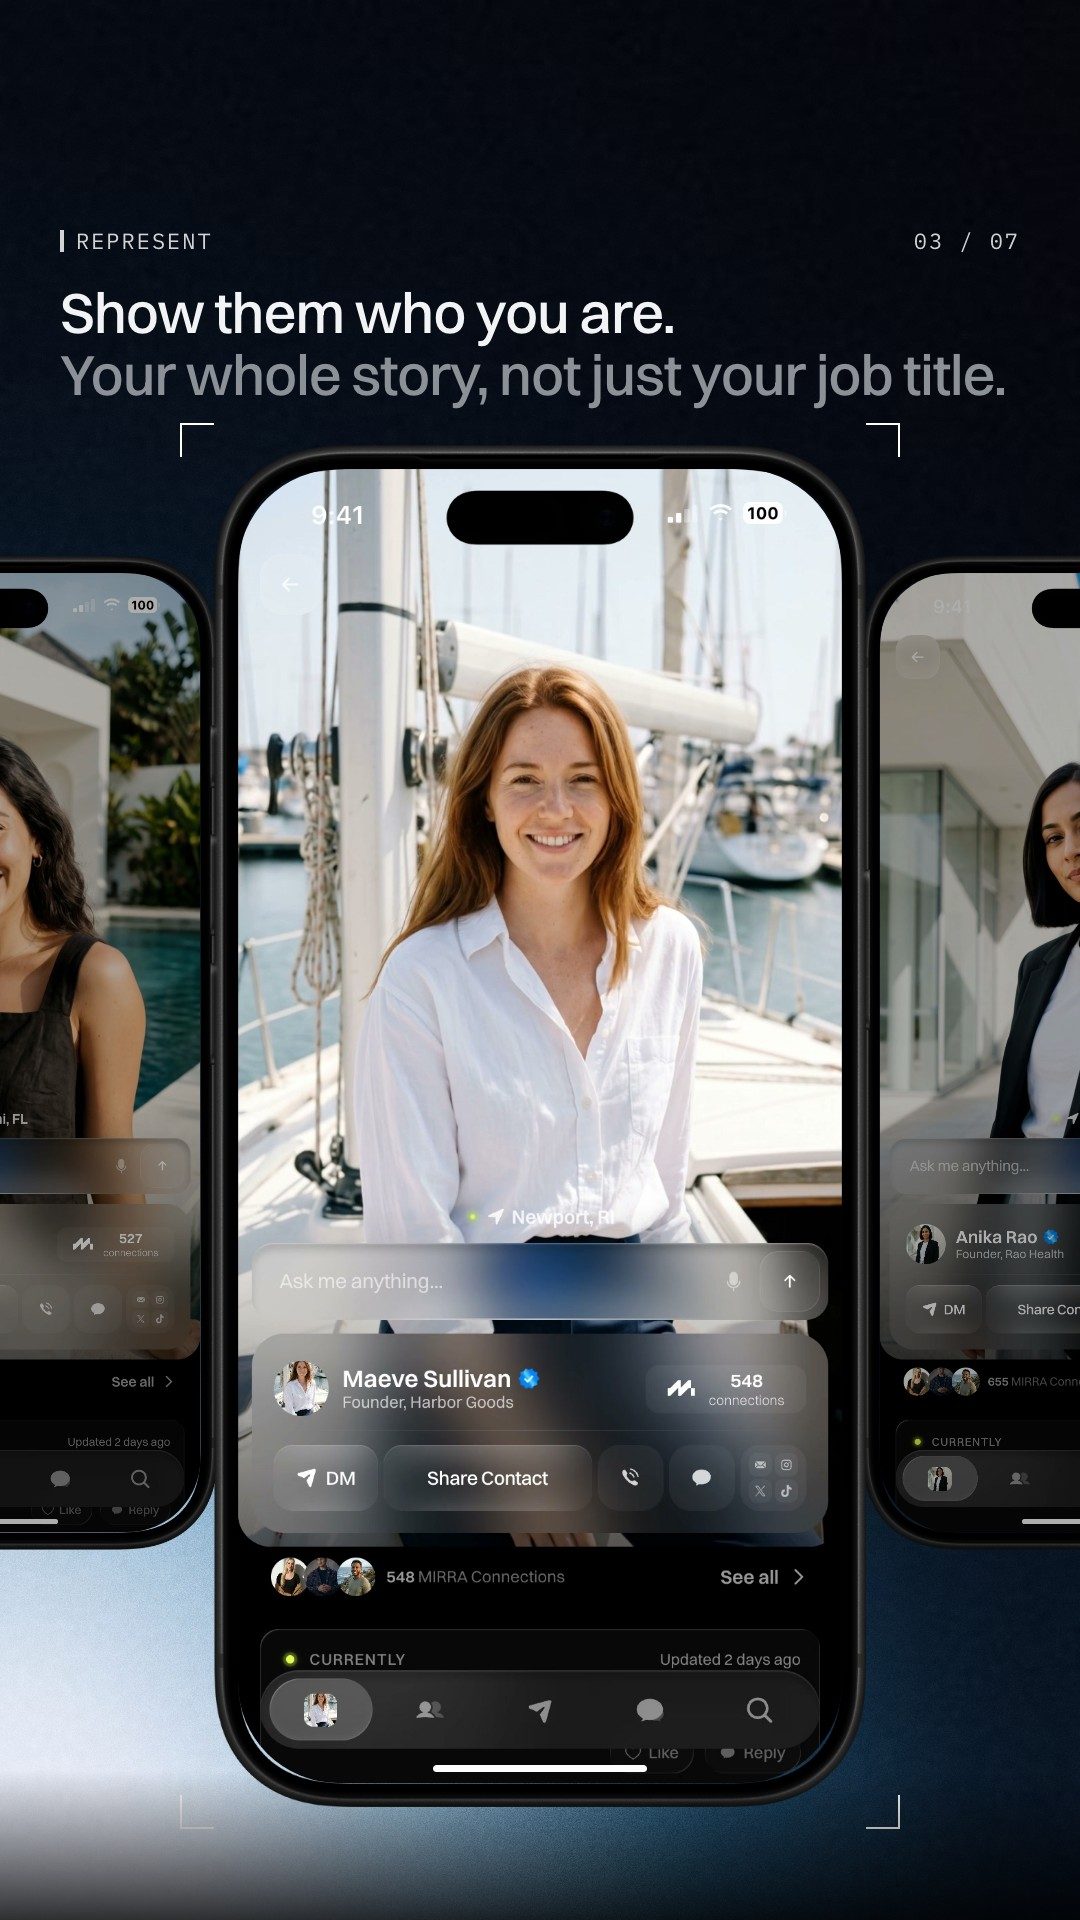 REPRESENT
03 / 07
Show them who you are.
Your whole story, not just your job title.
9:41
100
Newport, RI
Ask me anything...
Maeve Sullivan
Founder, Harbor Goods
548
connections
DM
Share Contact
548 MIRRA Connections
See all
CURRENTLY
Updated 2 days ago
Like
Reply
100
FL
527
connections
See all
Updated 2 days ago
Like
Reply
9:41
Ask me anything...
Anika Rao
Founder, Rao Health
DM
Share
655 MIRRA
CURRENTLY